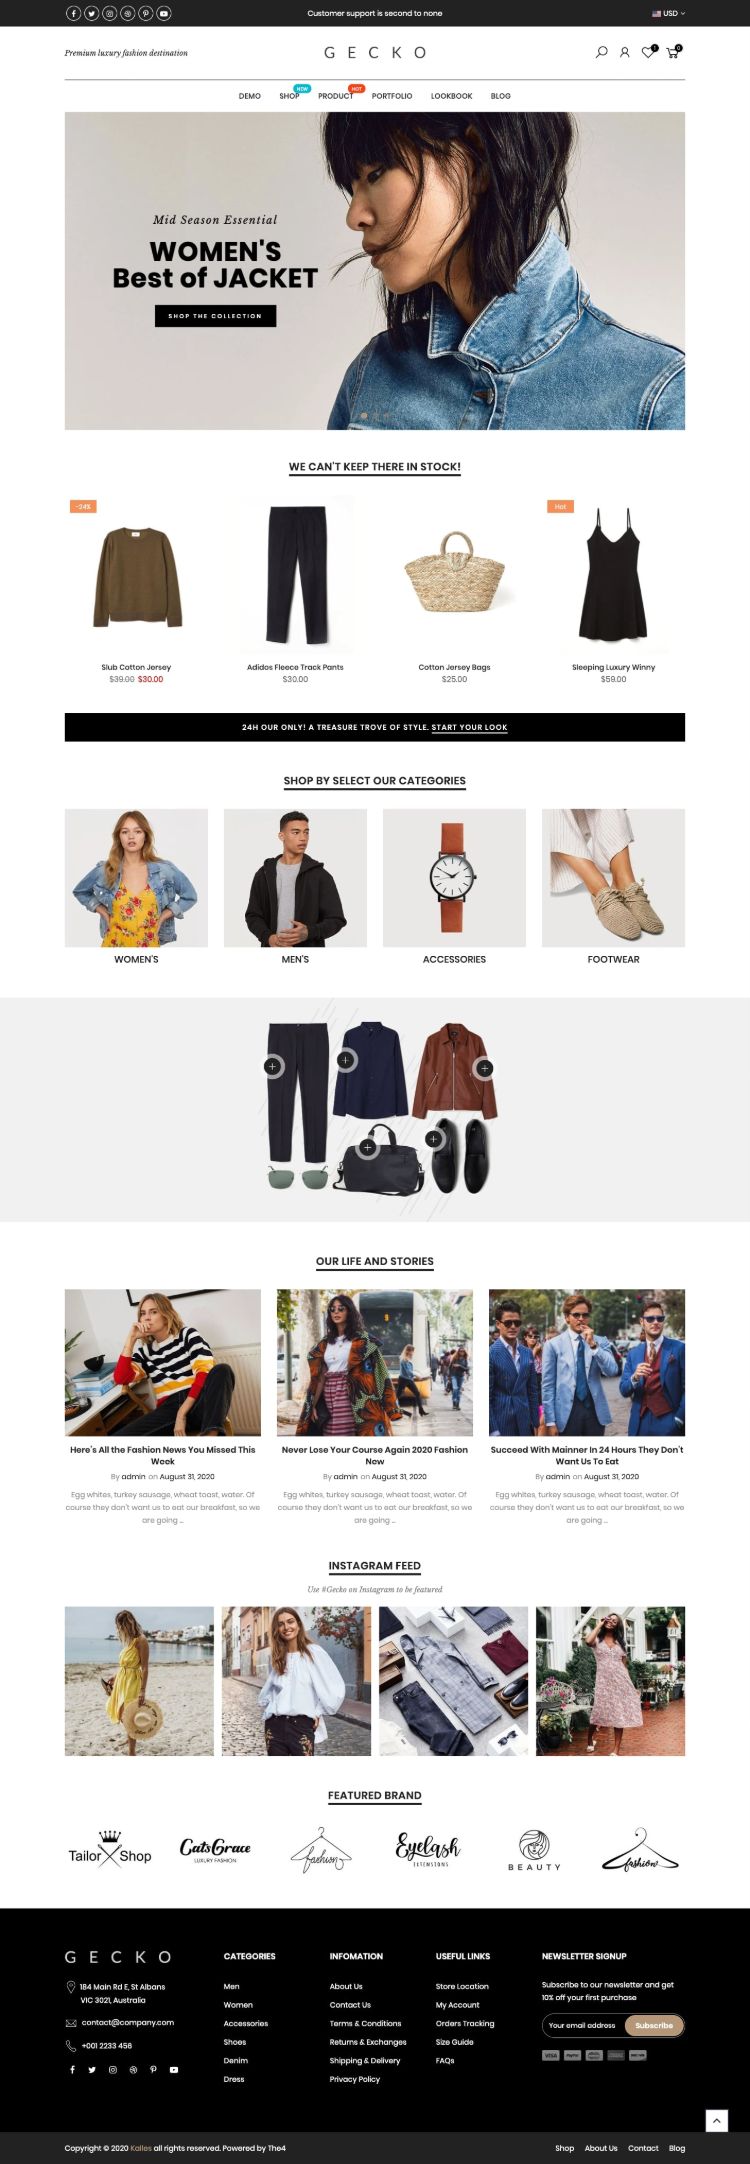 Customer support is second to none
USD
Premium luxury fashion destination
GECKO
1
0
DEMO
SHOP
NEW
PRODUCT
HOT
PORTFOLIO
LOOKBOOK
BLOG
Mid Season Essential
WOMEN'S
Best of JACKET
SHOP THE COLLECTION
WE CAN'T KEEP THERE IN STOCK!
-24%
Hot
Slub Cotton Jersey
$39.00 $30.00
Adidas Fleece Track Pants
$30.00
Cotton Jersey Bags
$25.00
Sleeping Luxury Winny
$59.00
24H OUR ONLY! A TREASURE TROVE OF STYLE. START YOUR LOOK
SHOP BY SELECT OUR CATEGORIES
WOMEN'S
MEN'S
ACCESSORIES
FOOTWEAR
OUR LIFE AND STORIES
Here's All the Fashion News You Missed This
Week
By admin on August 31, 2020
Egg whites, turkey sausage, wheat toast, water. Of
course they don't want us to eat our breakfast, so we
are going ...
Never Lose Your Course Again 2020 Fashion
New
By admin on August 31, 2020
Egg whites, turkey sausage, wheat toast, water. Of
course they don't want us to eat our breakfast, so we
are going ...
Succeed With Mainner In 24 Hours They Don't
Want Us To Eat
By admin on August 31, 2020
Egg whites, turkey sausage, wheat toast, water. Of
course they don't want us to eat our breakfast, so we
are going ...
INSTAGRAM FEED
Use #Gecko on Instagram to be featured
FEATURED BRAND
Tailor Shop
CatsGrace
LUXURY FASHION
fashion
Eyelash
EXTENSIONS
BEAUTY
fashion
GECKO
184 Main Rd E, St Albans
VIC 3021, Australia
contact@company.com
+001 2233 456
CATEGORIES
Men
Women
Accessories
Shoes
Denim
Dress
INFOMATION
About Us
Contact Us
Terms & Conditions
Returns & Exchanges
Shipping & Delivery
Privacy Policy
USEFUL LINKS
Store Location
My Account
Orders Tracking
Size Guide
FAQs
NEWSLETTER SIGNUP
Subscribe to our newsletter and get
10% off your first purchase
Your email address
Subscribe
VISA
PayPal
Copyright © 2020 Kalles all rights reserved. Powered by The4
Shop
About Us
Contact
Blog